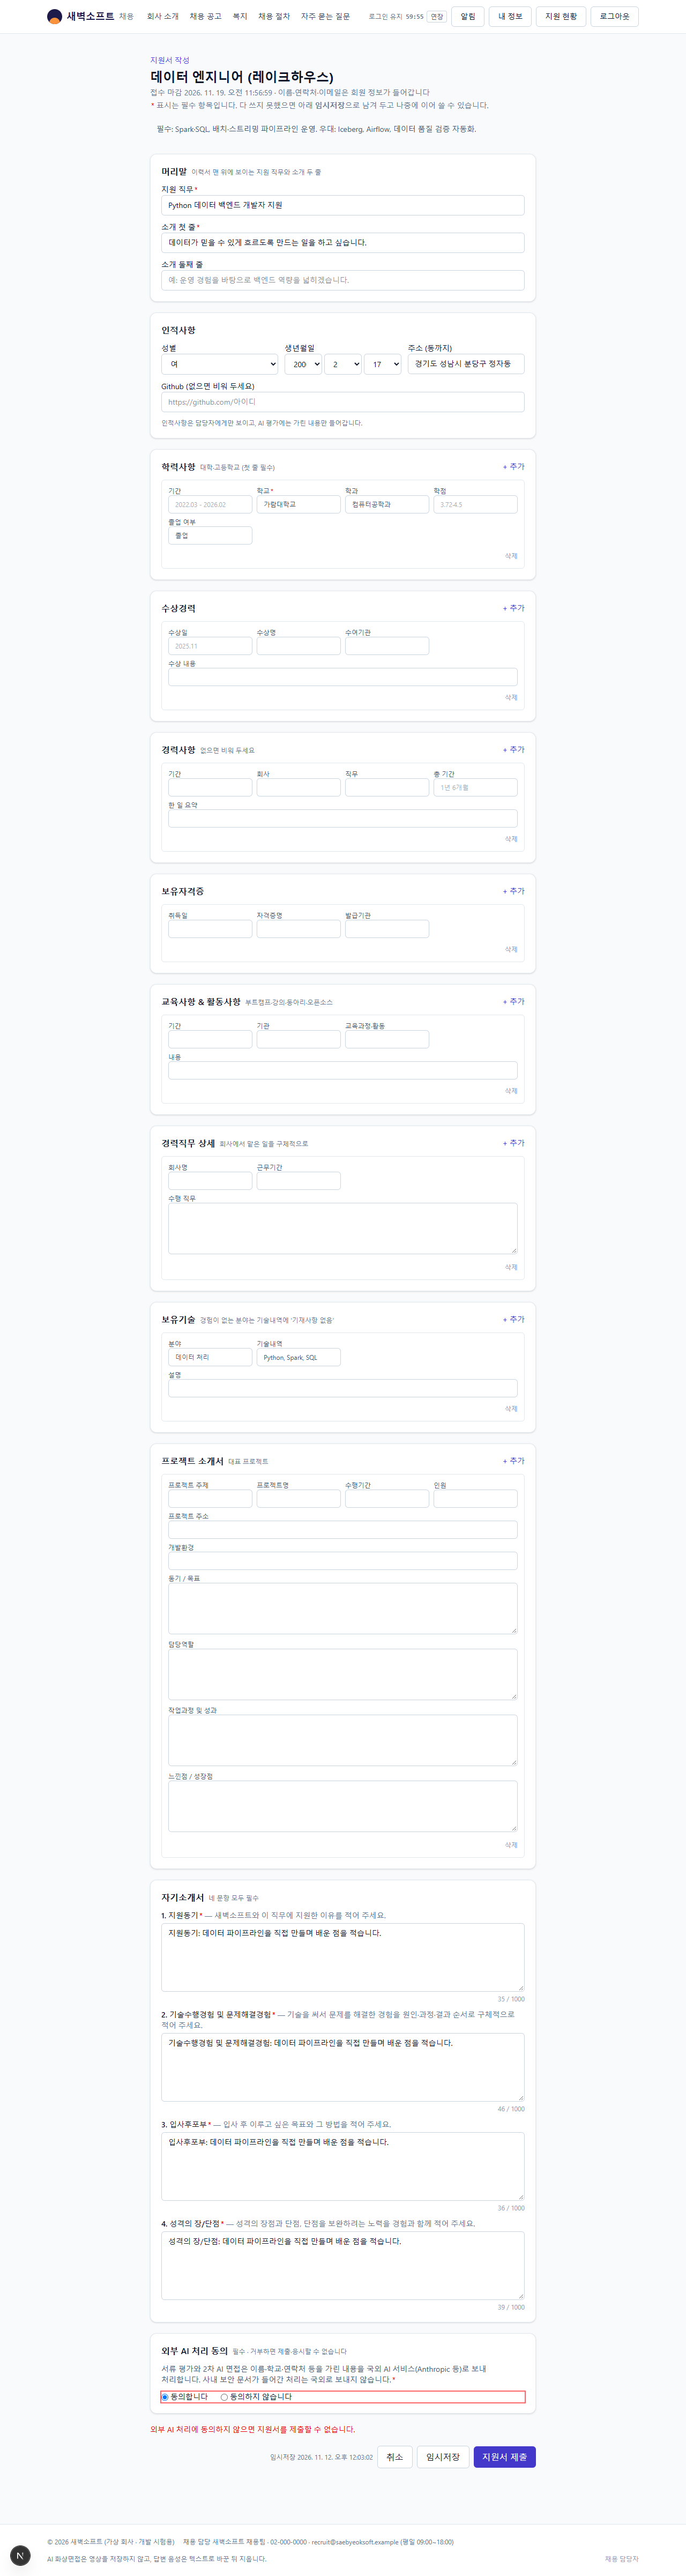 새벽소프트 채용 회사 소개 채용 공고 복지 채용 절차 자주 묻는 질문 로그인 유지 59:55 연장 알림 내 정보 지원 현황 로그아웃
지원서 작성
데이터 엔지니어 (레이크하우스)
접수 마감 2026. 11. 19. 오전 11:56:59 · 이름·연락처·이메일은 회원 정보가 들어갑니다
* 표시는 필수 항목입니다. 다 쓰지 못했으면 아래 임시저장으로 남겨 두고 나중에 이어 쓸 수 있습니다.
필수: Spark·SQL, 배치·스트리밍 파이프라인 운영. 우대: Iceberg, Airflow, 데이터 품질 검증 자동화.
머리말 이력서 맨 위에 보이는 지원 직무와 소개 두 줄
지원 직무*
Python 데이터 백엔드 개발자 지원
소개 첫 줄*
데이터가 믿을 수 있게 흐르도록 만드는 일을 하고 싶습니다.
소개 둘째 줄
예: 운영 경험을 바탕으로 백엔드 역량을 넓히겠습니다.
인적사항
성별 생년월일 주소 (동까지)
여 200 2 17 경기도 성남시 분당구 정자동
Github (없으면 비워 두세요)
https://github.com/아이디
인적사항은 담당자에게만 보이고, AI 평가에는 가린 내용만 들어갑니다.
학력사항 대학·고등학교 (첫 줄 필수) + 추가
기간 학교* 학과 학점
2022.03 - 2026.02 가람대학교 컴퓨터공학과 3.72/4.5
졸업 여부
졸업
삭제
수상경력 + 추가
수상일 수상명 수여기관
2025.11
수상 내용
삭제
경력사항 없으면 비워 두세요 + 추가
기간 회사 직무 총 기간
1년 6개월
한 일 요약
삭제
보유자격증 + 추가
취득일 자격증명 발급기관
삭제
교육사항 & 활동사항 부트캠프·강의·동아리·오픈소스 + 추가
기간 기관 교육과정·활동
내용
삭제
경력직무 상세 회사에서 맡은 일을 구체적으로 + 추가
회사명 근무기간
수행 직무
삭제
보유기술 경험이 없는 분야는 기술내역에 '기재사항 없음' + 추가
분야 기술내역
데이터 처리 Python, Spark, SQL
설명
삭제
프로젝트 소개서 대표 프로젝트 + 추가
프로젝트 주제 프로젝트명 수행기간 인원
프로젝트 주소
개발환경
동기 / 목표
담당역할
작업과정 및 성과
느낀점 / 성장점
삭제
자기소개서 네 문항 모두 필수
1. 지원동기* — 새벽소프트와 이 직무에 지원한 이유를 적어 주세요.
지원동기: 데이터 파이프라인을 직접 만들며 배운 점을 적습니다.
35 / 1000
2. 기술수행경험 및 문제해결경험* — 기술을 써서 문제를 해결한 경험을 원인·과정·결과 순서로 구체적으로
적어 주세요.
기술수행경험 및 문제해결경험: 데이터 파이프라인을 직접 만들며 배운 점을 적습니다.
46 / 1000
3. 입사후포부* — 입사 후 이루고 싶은 목표와 그 방법을 적어 주세요.
입사후포부: 데이터 파이프라인을 직접 만들며 배운 점을 적습니다.
36 / 1000
4. 성격의 장/단점* — 성격의 장점과 단점, 단점을 보완하려는 노력을 경험과 함께 적어 주세요.
성격의 장/단점: 데이터 파이프라인을 직접 만들며 배운 점을 적습니다.
39 / 1000
외부 AI 처리 동의 필수 · 거부하면 제출·응시할 수 없습니다
서류 평가와 2차 AI 면접은 이름·학교·연락처 등을 가린 내용을 국외 AI 서비스(Anthropic 등)로 보내
처리합니다. 사내 보안 문서가 들어간 처리는 국외로 보내지 않습니다.*
동의합니다 동의하지 않습니다
외부 AI 처리에 동의하지 않으면 지원서를 제출할 수 없습니다.
임시저장 2026. 11. 12. 오후 12:03:02 취소 임시저장 지원서 제출
© 2026 새벽소프트 (가상 회사 · 개발 시험용) 채용 담당 새벽소프트 채용팀 · 02-000-0000 · recruit@saebyeoksoft.example (평일 09:00~18:00)
AI 화상면접은 영상을 저장하지 않고, 답변 음성은 텍스트로 바꾼 뒤 지웁니다. 채용 담당자
N